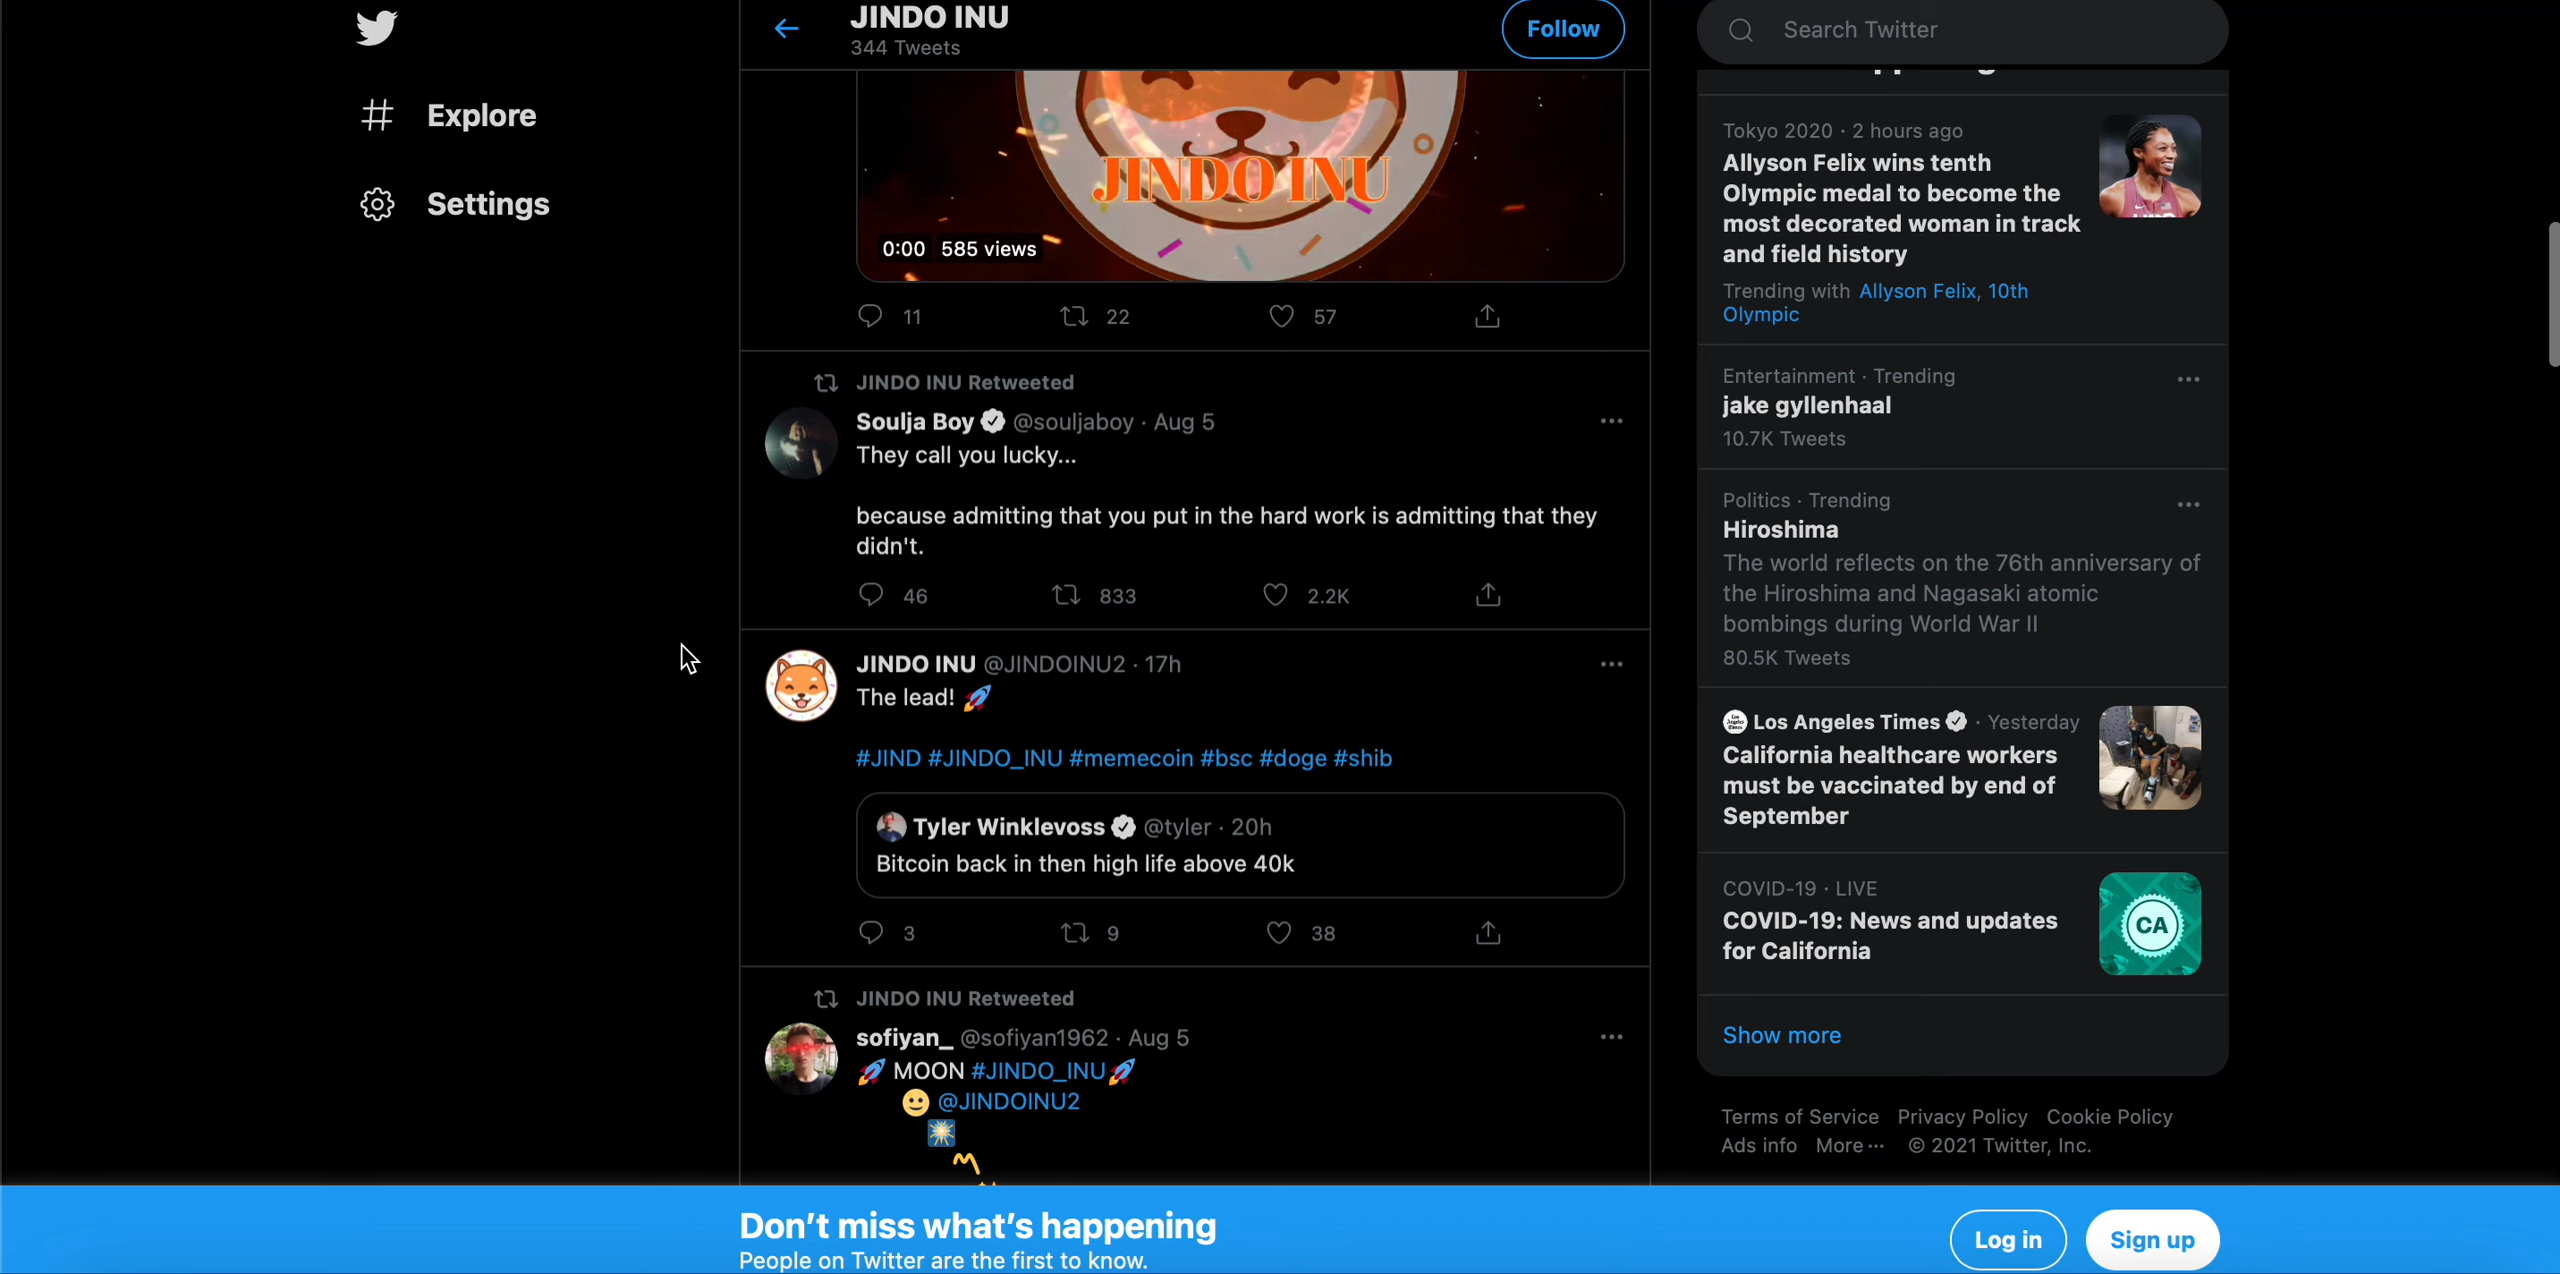 Explore
Settings
JINDO INU
344 Tweets
Follow
JINDO INU
0:00 585 views
11 22 57
JINDO INU Retweeted
Soulja Boy @souljaboy · Aug 5
They call you lucky...
because admitting that you put in the hard work is admitting that they
didn't.
46 833 2.2K
JINDO INU @JINDOINU2 · 17h
The lead! 🚀
#JIND #JINDO_INU #memecoin #bsc #doge #shib
Tyler Winklevoss @tyler · 20h
Bitcoin back in then high life above 40k
3 9 38
JINDO INU Retweeted
sofiyan_ @sofiyan1962 · Aug 5
🚀 MOON #JINDO_INU🚀
🙂 @JINDOINU2
Search Twitter
Tokyo 2020 · 2 hours ago
Allyson Felix wins tenth
Olympic medal to become the
most decorated woman in track
and field history
Trending with Allyson Felix, 10th
Olympic
Entertainment · Trending
jake gyllenhaal
10.7K Tweets
Politics · Trending
Hiroshima
The world reflects on the 76th anniversary of
the Hiroshima and Nagasaki atomic
bombings during World War II
80.5K Tweets
Los Angeles Times · Yesterday
California healthcare workers
must be vaccinated by end of
September
COVID-19 · LIVE
COVID-19: News and updates
for California
CA
Show more
Terms of Service Privacy Policy Cookie Policy
Ads info More ··· © 2021 Twitter, Inc.
Don't miss what's happening
People on Twitter are the first to know.
Log in
Sign up